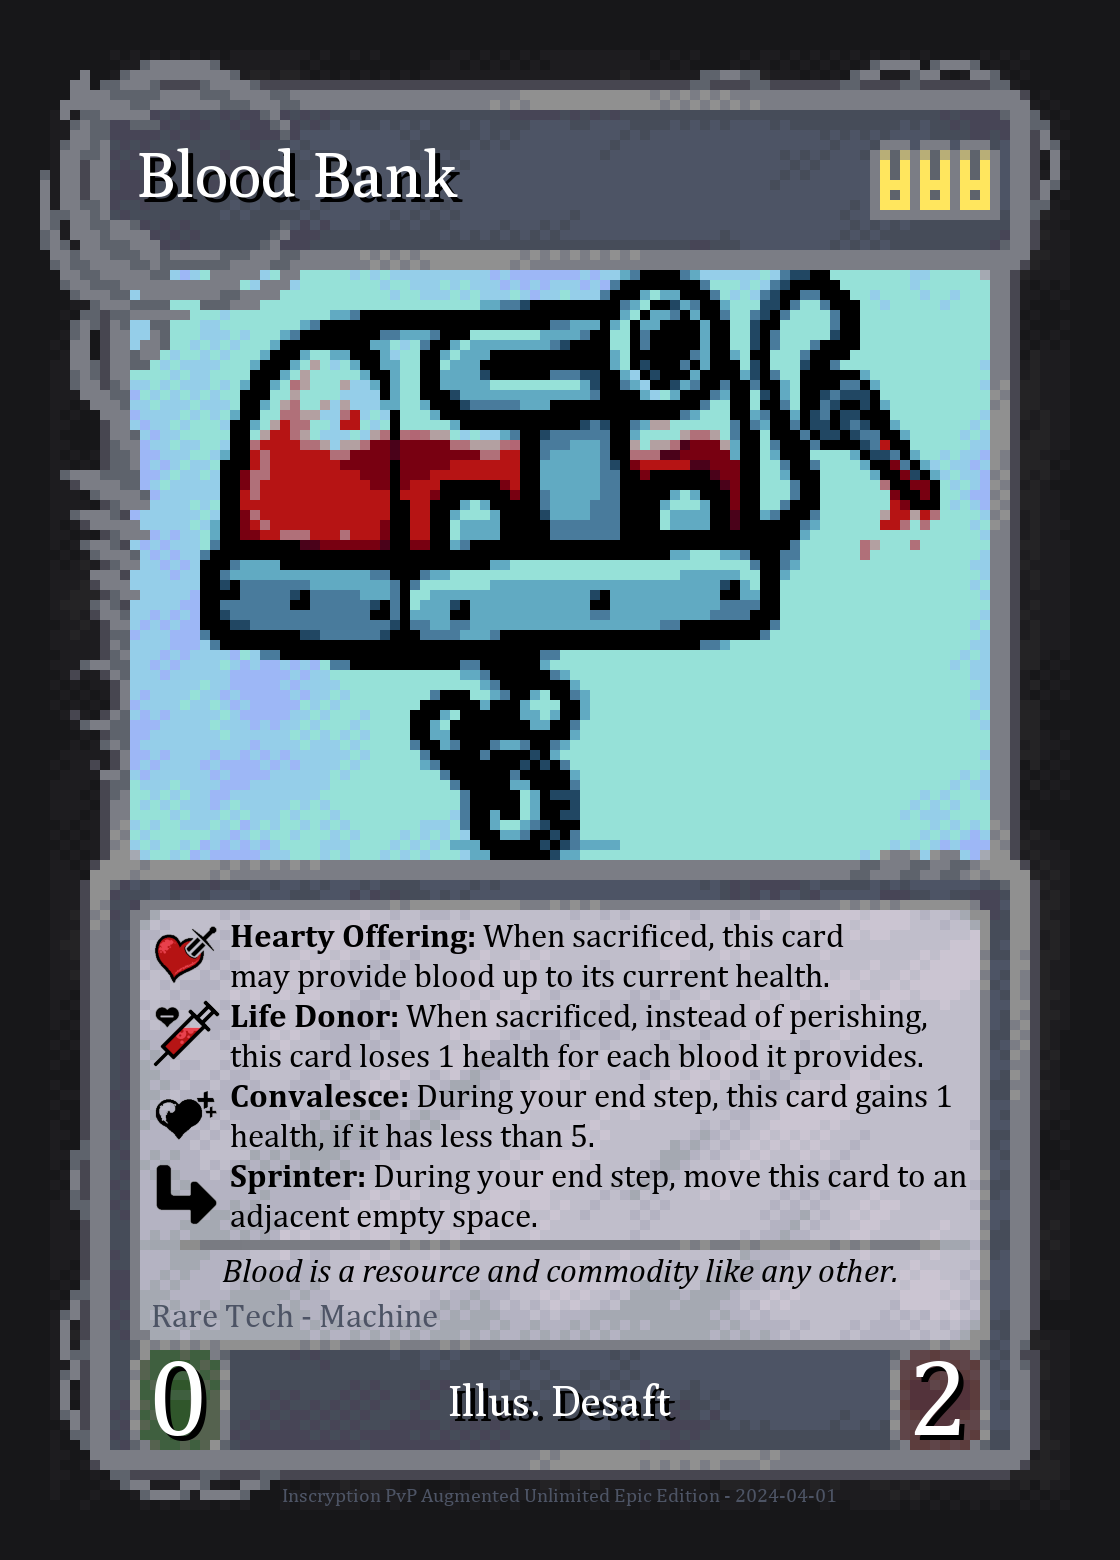 Blood Bank
Hearty Offering: When sacrificed, this card
may provide blood up to its current health.
Life Donor: When sacrificed, instead of perishing,
this card loses 1 health for each blood it provides.
Convalesce: During your end step, this card gains 1
health, if it has less than 5.
Sprinter: During your end step, move this card to an
adjacent empty space.
Blood is a resource and commodity like any other.
Rare Tech - Machine
0
Illus. Desaft
2
Inscryption PvP Augmented Unlimited Epic Edition - 2024-04-01